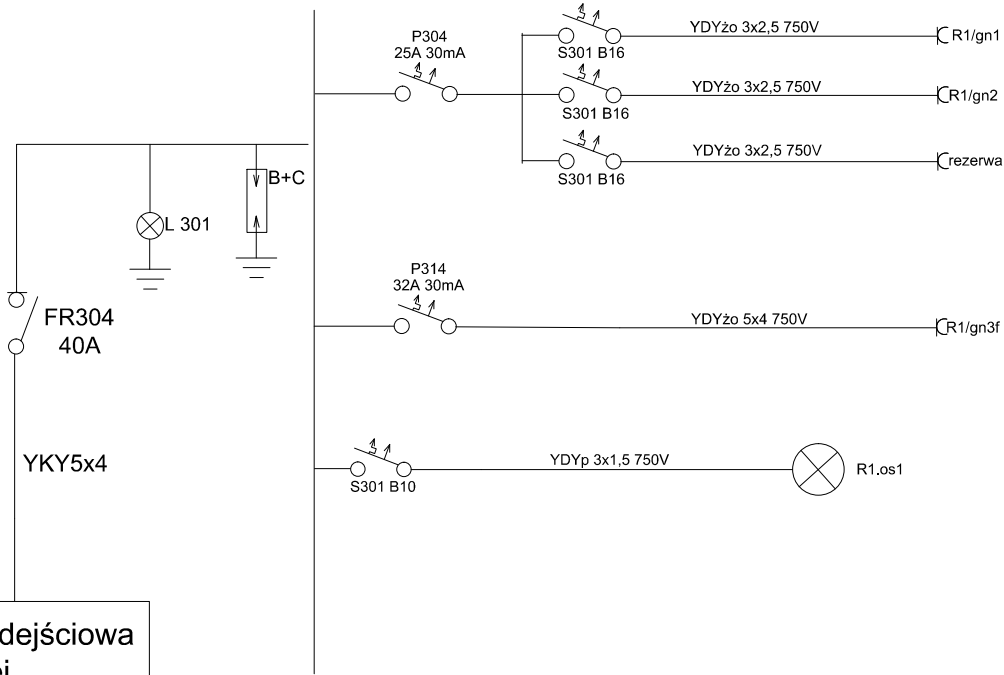 P304
25A 30mA
S301 B16
YDYżo 3x2,5 750V
R1/gn1
S301 B16
YDYżo 3x2,5 750V
R1/gn2
S301 B16
YDYżo 3x2,5 750V
rezerwa
B+C
L 301
P314
32A 30mA
YDYżo 5x4 750V
R1/gn3f
FR304
40A
YKY5x4
S301 B10
YDYp 3x1,5 750V
R1.os1
dejściowa